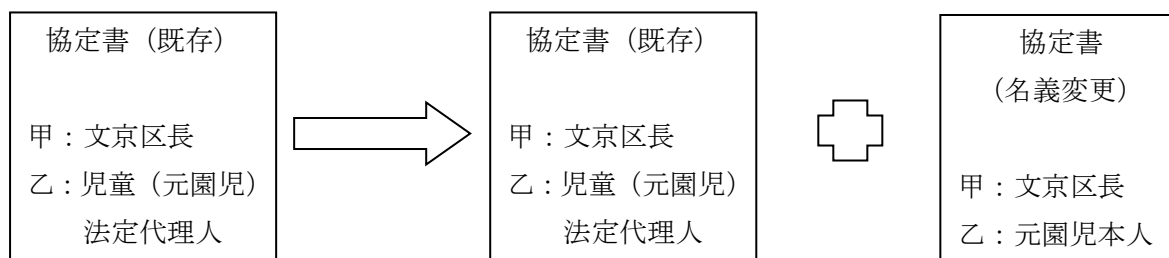 協定書（既存）
甲：文京区長
乙：児童（元園児）
法定代理人
協定書（既存）
甲：文京区長
乙：児童（元園児）
法定代理人
協定書
（名義変更）
甲：文京区長
乙：元園児本人